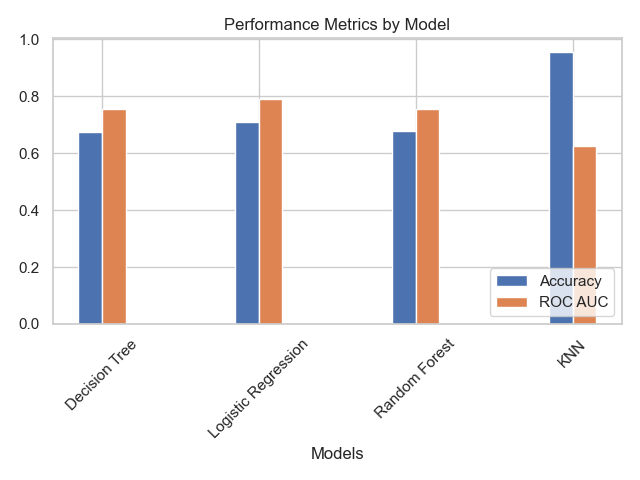 Performance Metrics by Model
1.0
0.8
0.6
0.4
0.2
0.0
Accuracy
ROC AUC
Decision Tree
Logistic Regression
Random Forest
KNN
Models